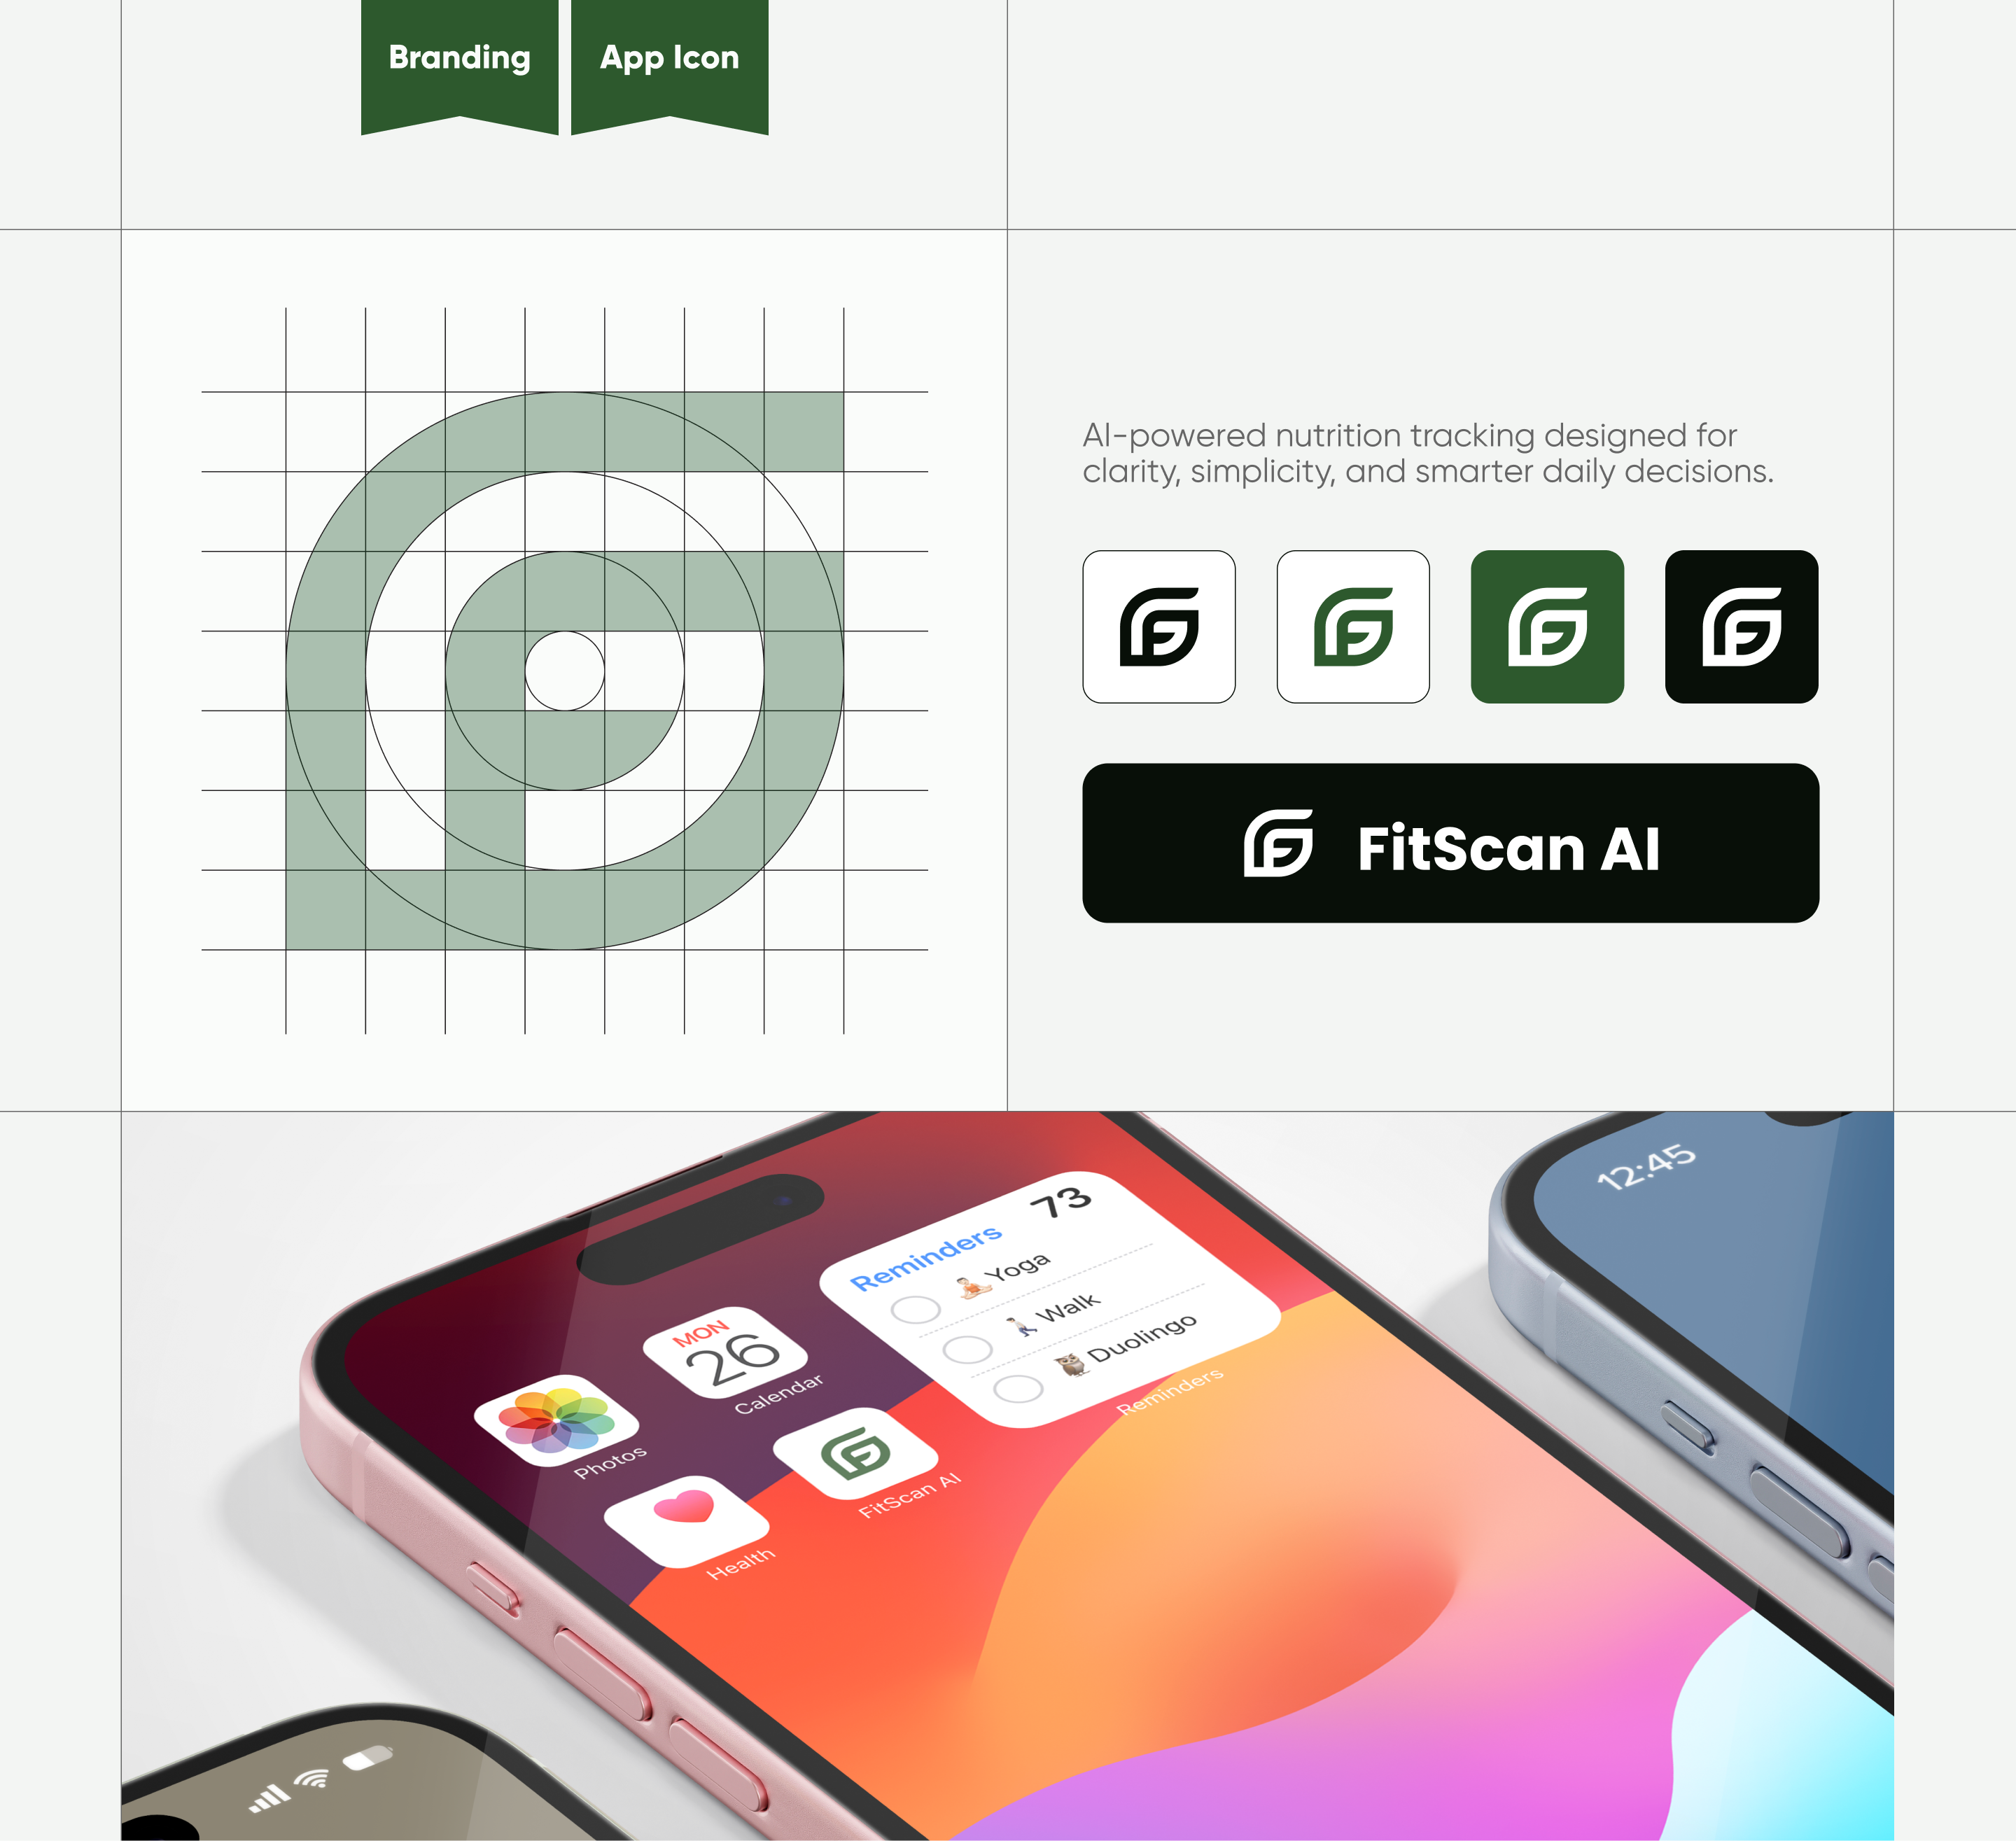 Branding
App Icon
AI-powered nutrition tracking designed for
clarity, simplicity, and smarter daily decisions.
FitScan AI
12:45
73
Reminders
Yoga
Walk
Duolingo
Reminders
MON
26
Calendar
Photos
FitScan AI
Health